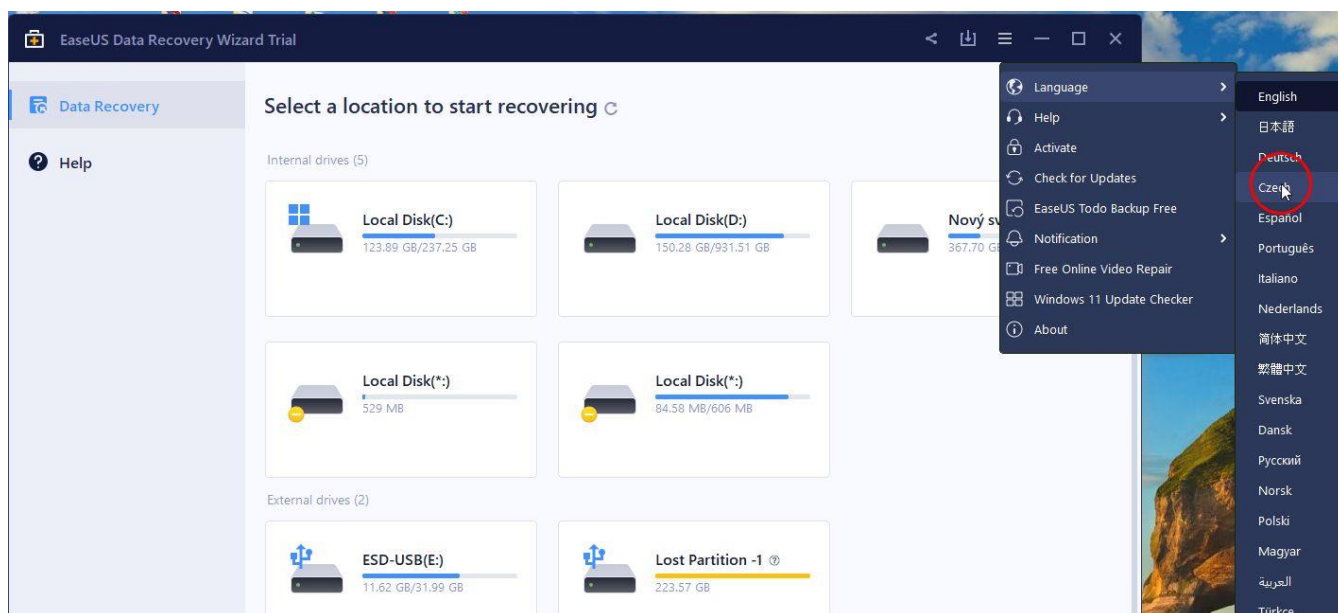 EaseUS Data Recovery Wizard Trial
Data Recovery
Help
Select a location to start recovering
Internal drives (5)
Local Disk(C:)
123.89 GB/237.25 GB
Local Disk(D:)
150.28 GB/931.51 GB
Nový
367.70
Local Disk(*:)
529 MB
Local Disk(*:)
84.58 MB/606 MB
External drives (2)
ESD-USB(E:)
11.62 GB/31.99 GB
Lost Partition -1
223.57 GB
Language
Help
Activate
Check for Updates
EaseUS Todo Backup Free
Notification
Free Online Video Repair
Windows 11 Update Checker
About
English
日本語
Deutsch
Czech
Español
Português
Italiano
Nederlands
简体中文
繁體中文
Svenska
Dansk
Русский
Norsk
Polski
Magyar
العربية
Türkçe